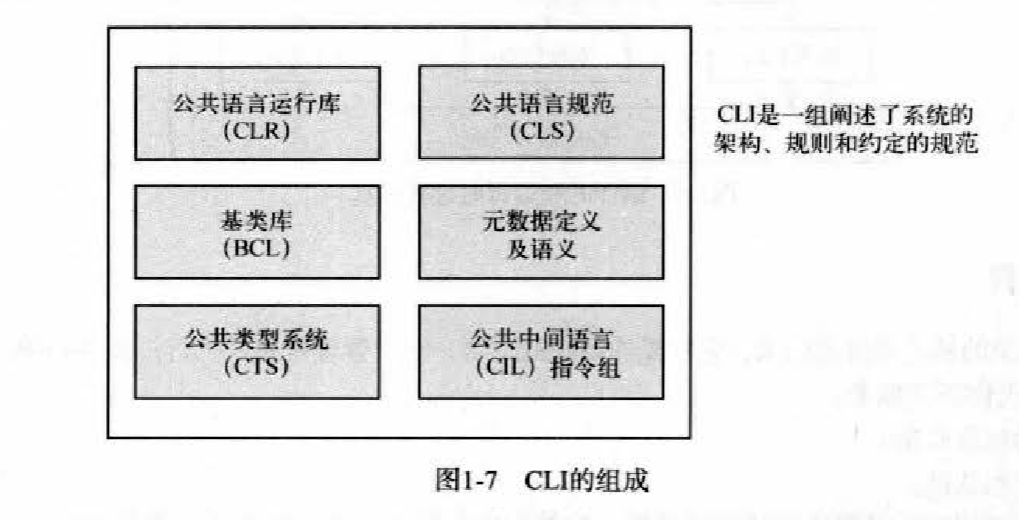 公共语言运行库
(CLR)
公共语言规范
(CLS)
CLI是一组阐述了系统的
架构、规则和约定的规范
基类库
(BCL)
元数据定义
及语义
公共类型系统
(CTS)
公共中间语言
(CIL)指令组
图1-7 CLI的组成